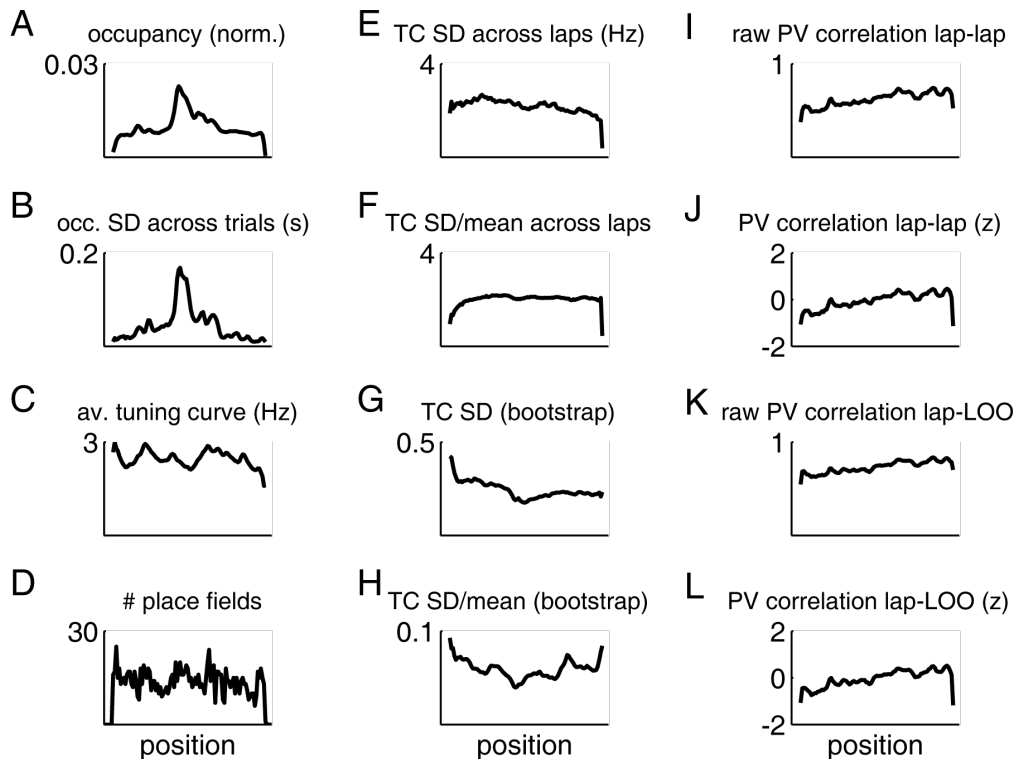 A
occupancy (norm.)
0.03
B
occ. SD across trials (s)
0.2
C
av. tuning curve (Hz)
3
D
# place fields
30
position
E
TC SD across laps (Hz)
4
F
TC SD/mean across laps
4
G
TC SD (bootstrap)
0.5
H
TC SD/mean (bootstrap)
0.1
position
I
raw PV correlation lap-lap
1
J
PV correlation lap-lap (z)
2
0
-2
K
raw PV correlation lap-LOO
1
L
PV correlation lap-LOO (z)
2
0
-2
position